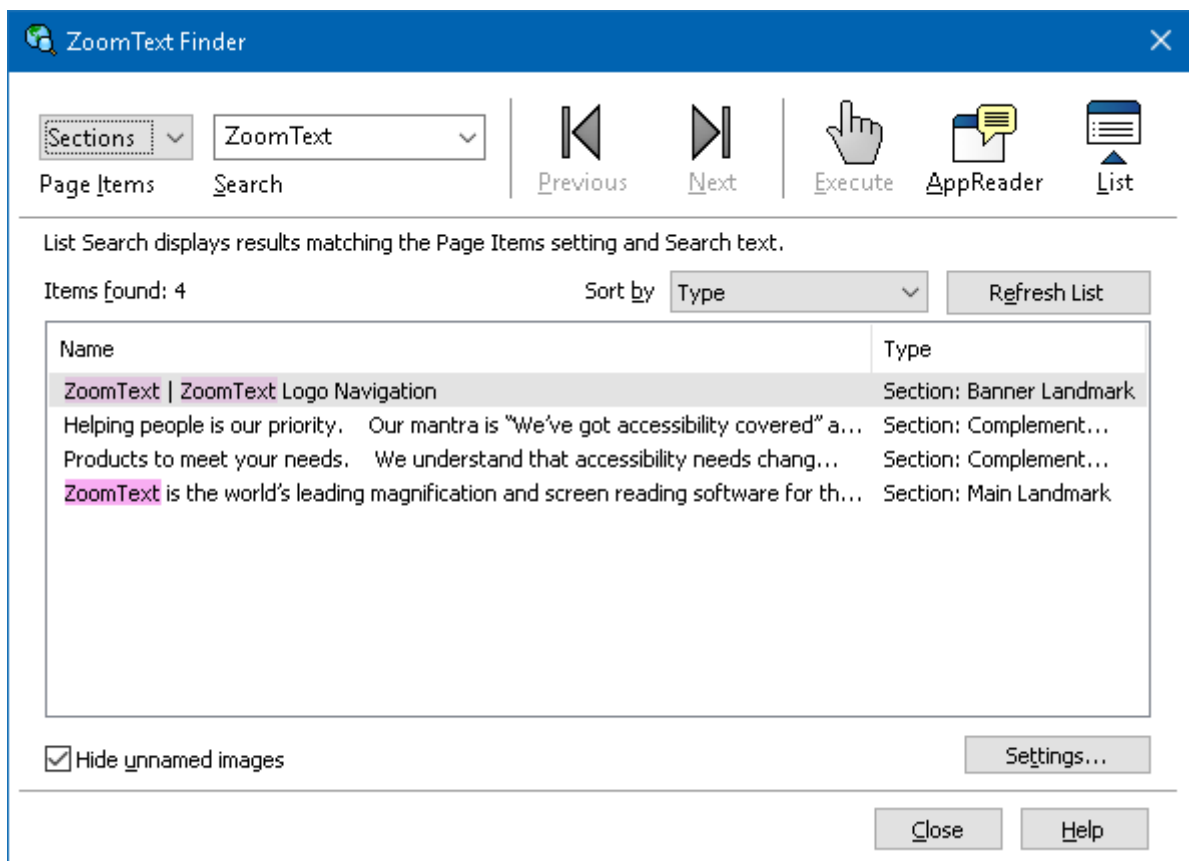 ZoomText Finder
Sections ZoomText
Page Items Search Previous Next Execute AppReader List
List Search displays results matching the Page Items setting and Search text.
Items found: 4 Sort by Type Refresh List
Name Type
ZoomText | ZoomText Logo Navigation Section: Banner Landmark
Helping people is our priority. Our mantra is “We’ve got accessibility covered” a... Section: Complement...
Products to meet your needs. We understand that accessibility needs chang... Section: Complement...
ZoomText is the world’s leading magnification and screen reading software for th... Section: Main Landmark
Hide unnamed images Settings...
Close Help